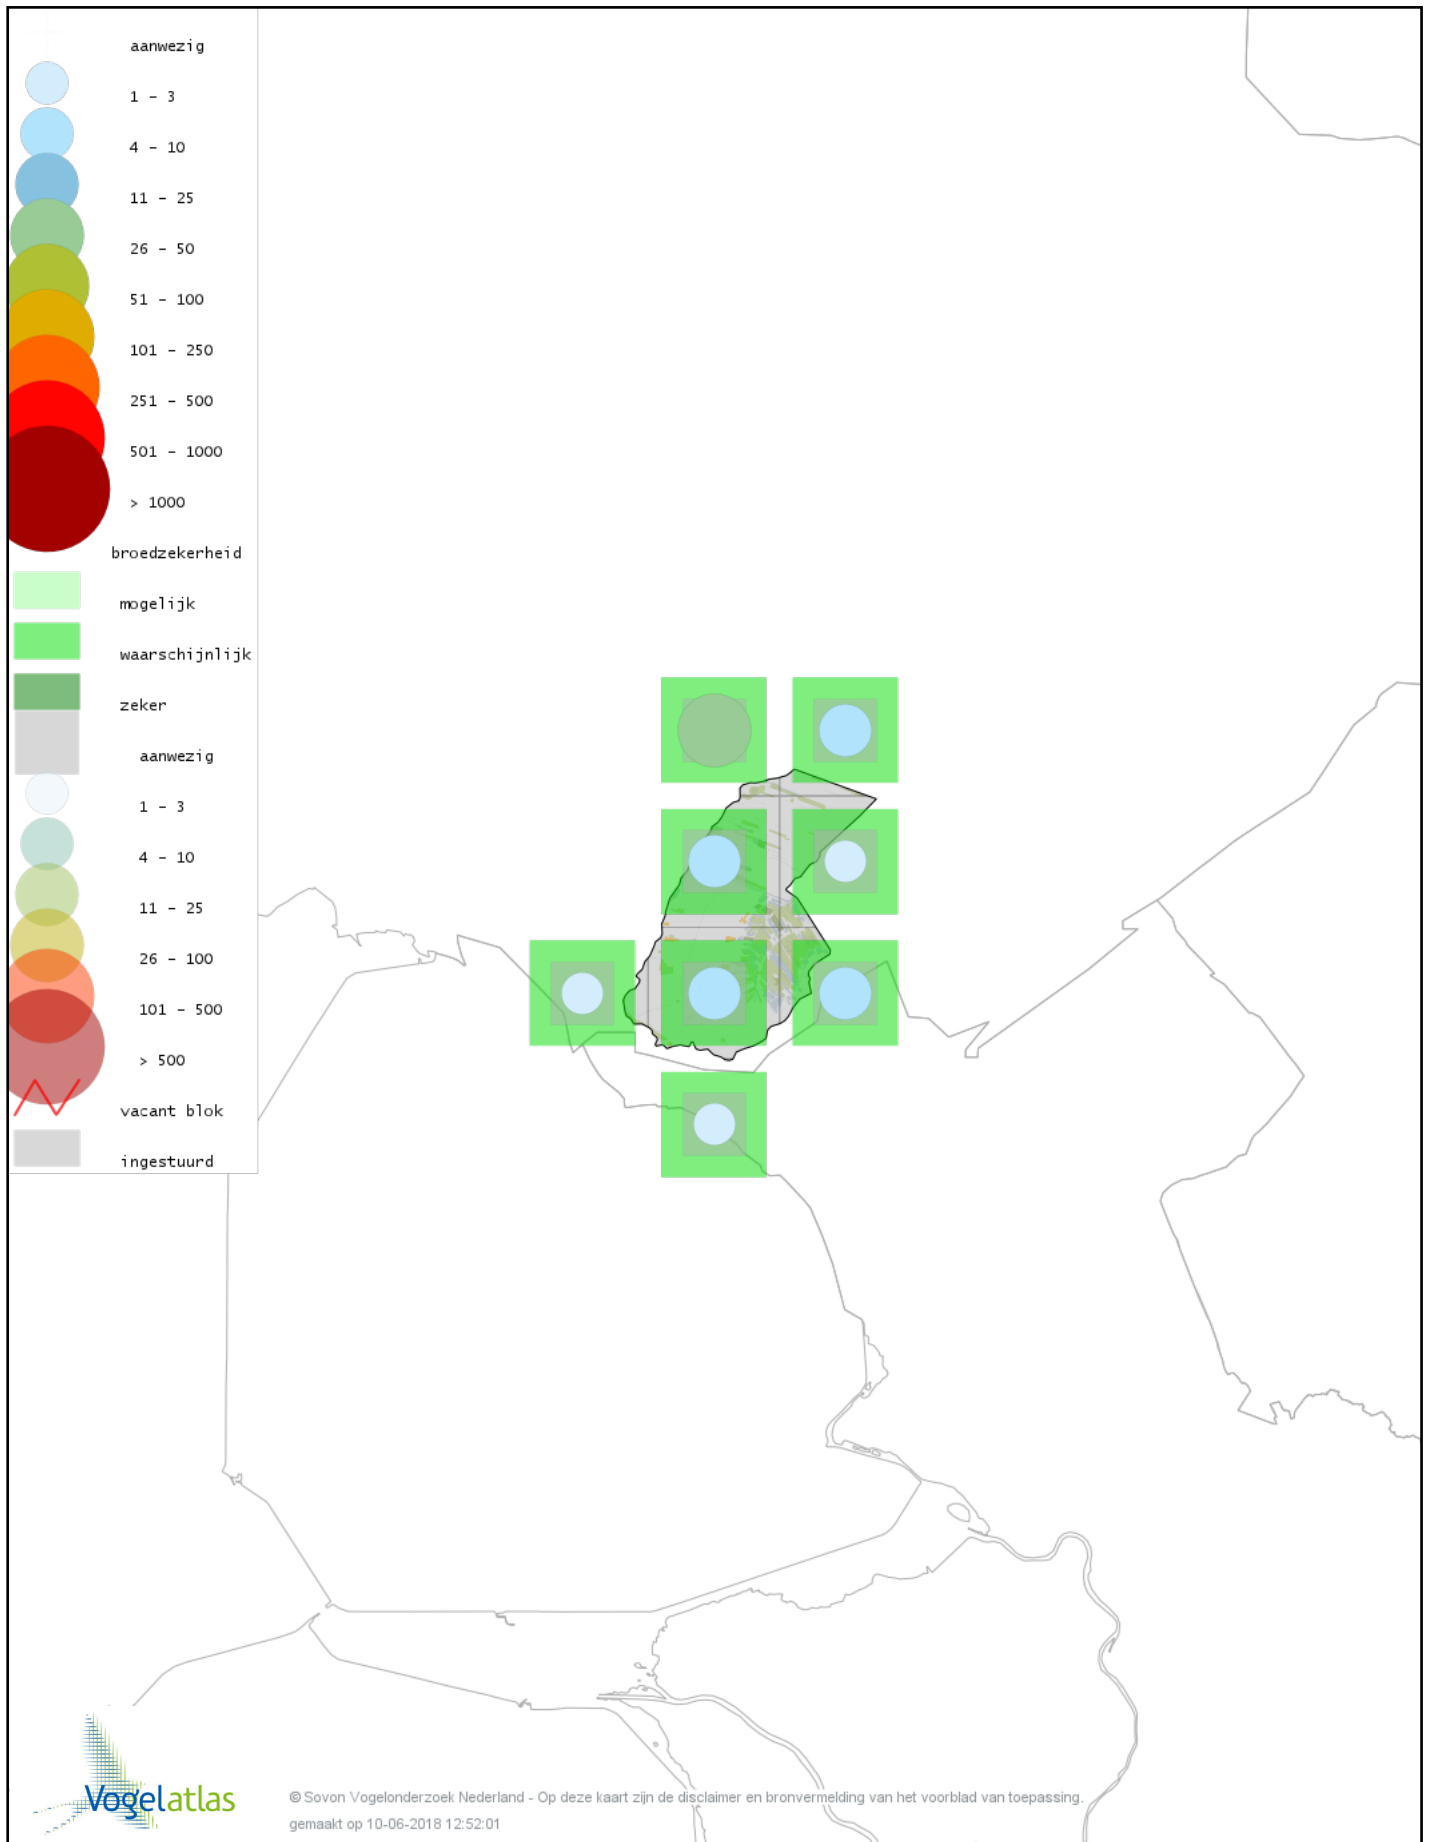 aanwezig
1 - 3
4 - 10
11 - 25
26 - 50
51 - 100
101 - 250
251 - 500
501 - 1000
> 1000
broedzekerheid
mogelijk
waarschijnlijk
zeker
aanwezig
1 - 3
4 - 10
11 - 25
26 - 100
101 - 500
> 500
vacant blok
ingestuurd
Vogelatlas
© Sovon Vogelonderzoek Nederland - Op deze kaart zijn de disclaimer en bronvermelding van het voorblad van toepassing.
gemaakt op 10-06-2018 12:52:01